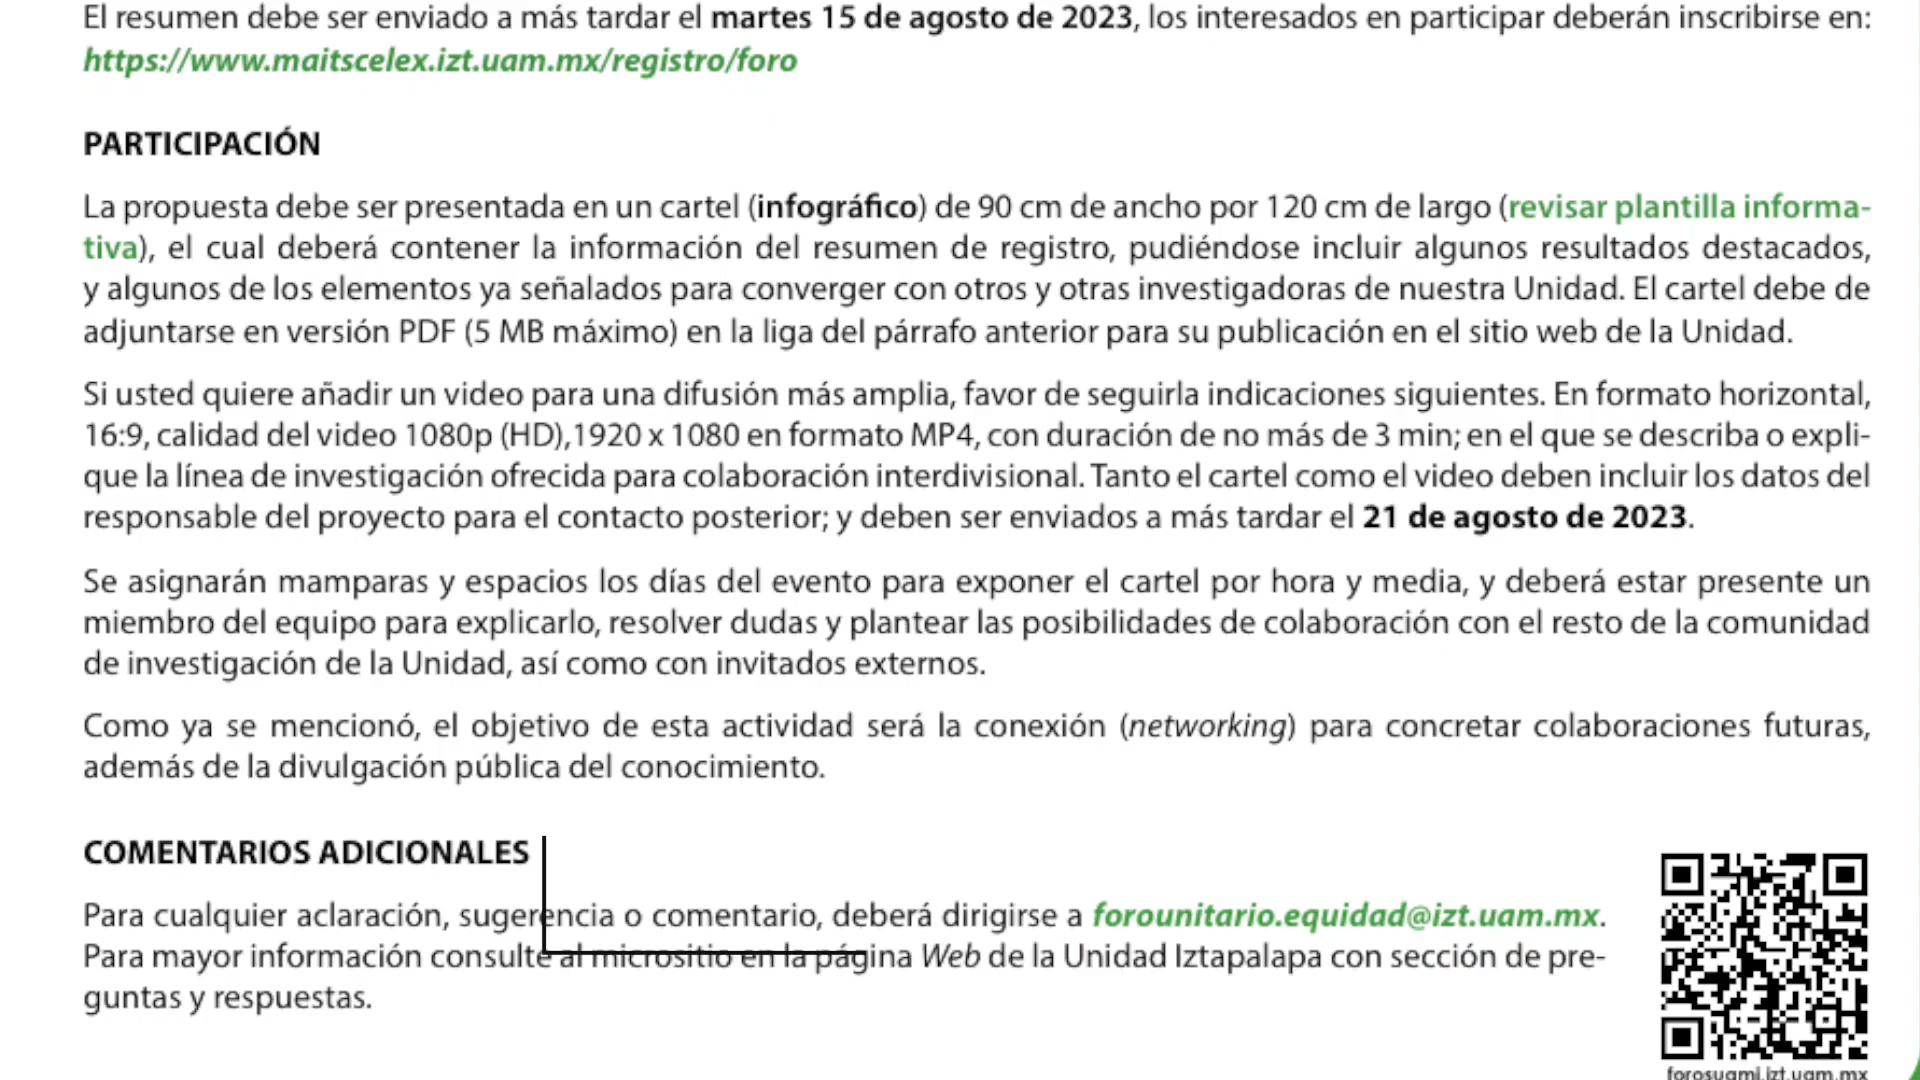 El resumen debe ser enviado a más tardar el martes 15 de agosto de 2023, los interesados en participar deberán inscribirse en:
https://www.maitscelex.izt.uam.mx/registro/foro
PARTICIPACIÓN
La propuesta debe ser presentada en un cartel (infográfico) de 90 cm de ancho por 120 cm de largo (revisar plantilla informa-
tiva), el cual deberá contener la información del resumen de registro, pudiéndose incluir algunos resultados destacados,
y algunos de los elementos ya señalados para converger con otros y otras investigadoras de nuestra Unidad. El cartel debe de
adjuntarse en versión PDF (5 MB máximo) en la liga del párrafo anterior para su publicación en el sitio web de la Unidad.
Si usted quiere añadir un video para una difusión más amplia, favor de seguirla indicaciones siguientes. En formato horizontal,
16:9, calidad del video 1080p (HD),1920 x 1080 en formato MP4, con duración de no más de 3 min; en el que se describa o expli-
que la línea de investigación ofrecida para colaboración interdivisional. Tanto el cartel como el video deben incluir los datos del
responsable del proyecto para el contacto posterior; y deben ser enviados a más tardar el 21 de agosto de 2023.
Se asignarán mamparas y espacios los días del evento para exponer el cartel por hora y media, y deberá estar presente un
miembro del equipo para explicarlo, resolver dudas y plantear las posibilidades de colaboración con el resto de la comunidad
de investigación de la Unidad, así como con invitados externos.
Como ya se mencionó, el objetivo de esta actividad será la conexión (networking) para concretar colaboraciones futuras,
además de la divulgación pública del conocimiento.
COMENTARIOS ADICIONALES
Para cualquier aclaración, sugerencia o comentario, deberá dirigirse a forounitario.equidad@izt.uam.mx.
Para mayor información consulte al micrositio en la página Web de la Unidad Iztapalapa con sección de pre-
guntas y respuestas.
forosuami.izt.uam.mx